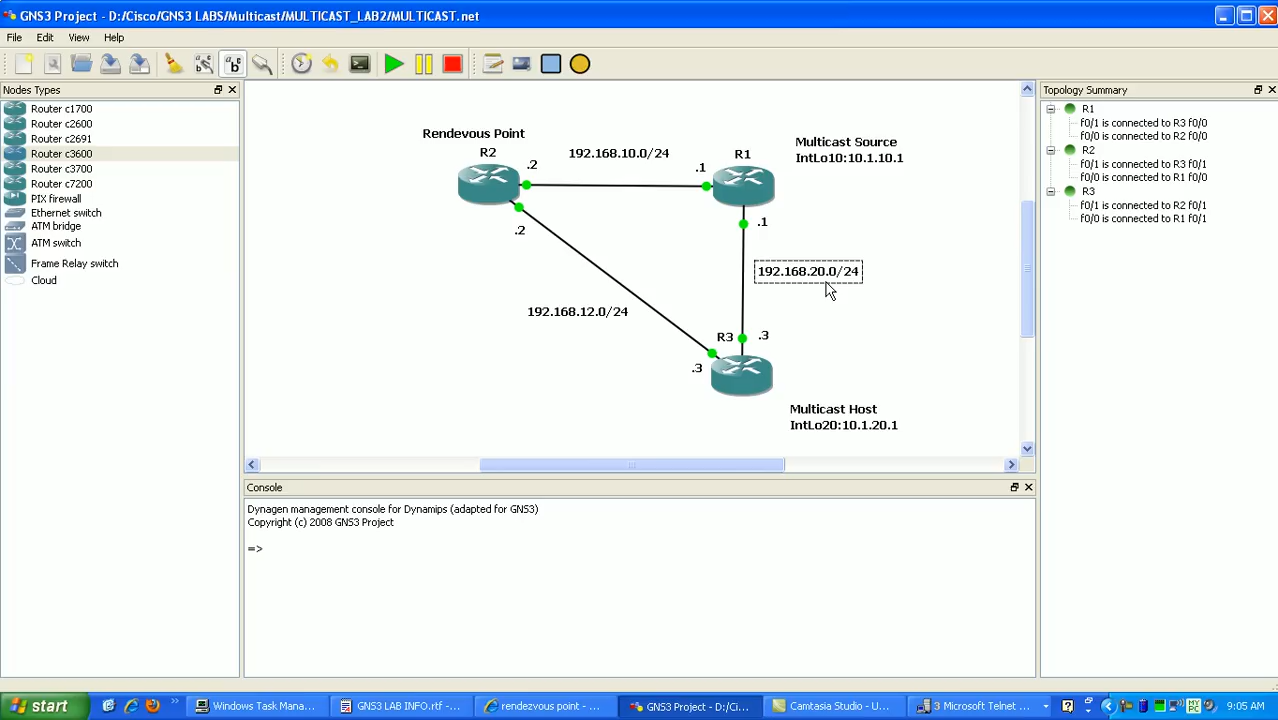 GNS3 Project - D:/Cisco/GNS3 LABS/Multicast/MULTICAST_LAB2/MULTICAST.net
File Edit View Help
Nodes Types
Router c1700
Router c2600
Router c2691
Router c3600
Router c3700
Router c7200
PIX firewall
Ethernet switch
ATM bridge
ATM switch
Frame Relay switch
Cloud
Rendevous Point
R2
.2
192.168.10.0/24
.1
R1
Multicast Source
IntLo10:10.1.10.1
.2
.1
192.168.20.0/24
192.168.12.0/24
R3
.3
.3
Multicast Host
IntLo20:10.1.20.1
Topology Summary
R1
f0/1 is connected to R3 f0/0
f0/0 is connected to R2 f0/0
R2
f0/1 is connected to R3 f0/1
f0/0 is connected to R1 f0/0
R3
f0/1 is connected to R2 f0/1
f0/0 is connected to R1 f0/1
Console
Dynagen management console for Dynamips (adapted for GNS3)
Copyright (c) 2008 GNS3 Project
=>
start
Windows Task Mana...
GNS3 LAB INFO.rtf -...
rendevous point - ...
GNS3 Project - D:/Ci...
Camtasia Studio - U...
3 Microsoft Telnet ...
9:05 AM